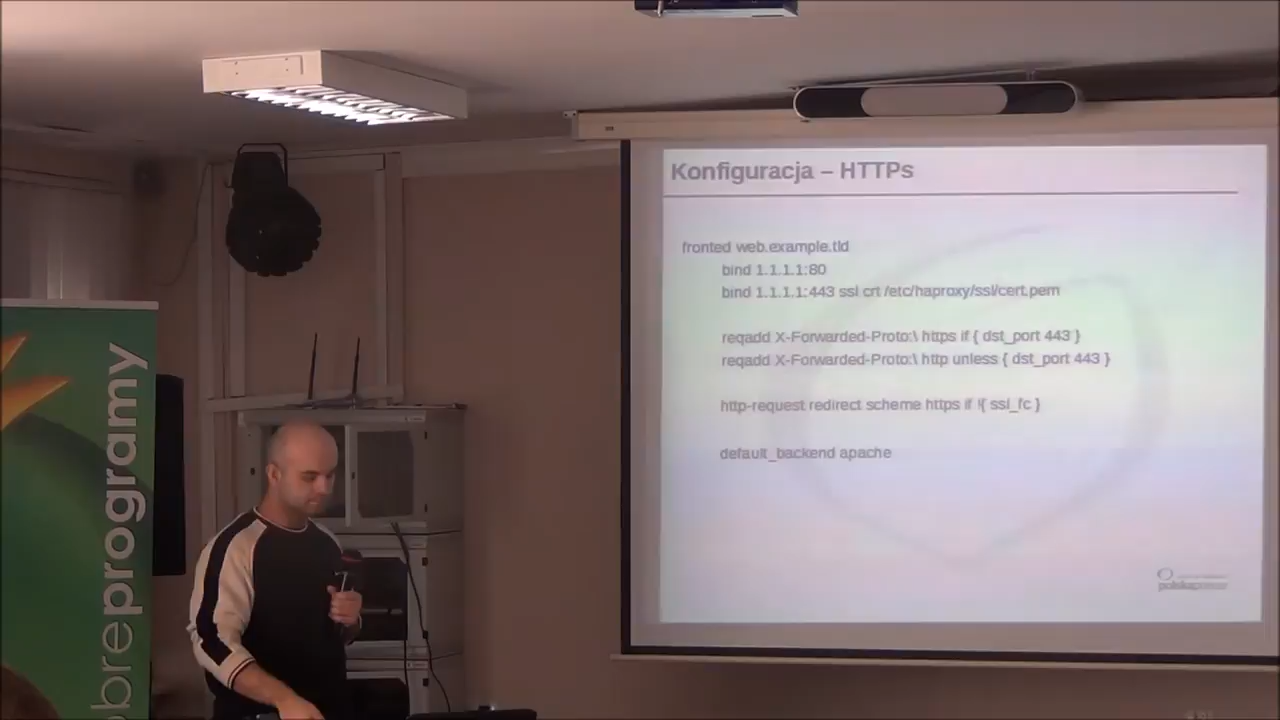 Konfiguracja – HTTPs
fronted web.example.tld
bind 1.1.1.1:80
bind 1.1.1.1:443 ssl crt /etc/haproxy/ssl/cert.pem
reqadd X-Forwarded-Proto:\ https if { dst_port 443 }
reqadd X-Forwarded-Proto:\ http unless { dst_port 443 }
http-request redirect scheme https if !{ ssl_fc }
default_backend apache
obreprogramy